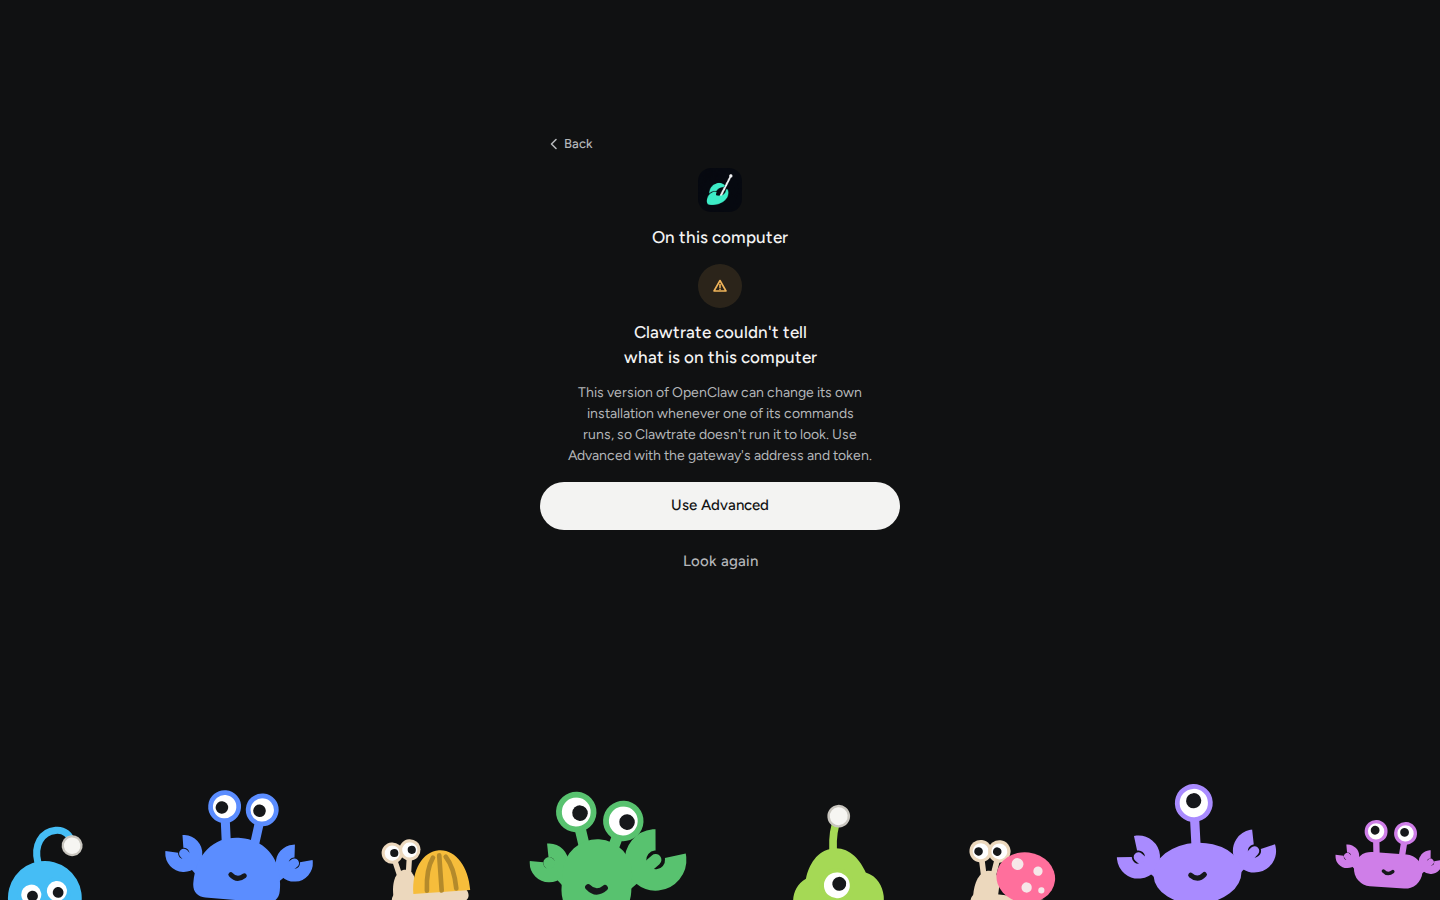 Back
On this computer
Clawtrate couldn't tell
what is on this computer
This version of OpenClaw can change its own
installation whenever one of its commands
runs, so Clawtrate doesn't run it to look. Use
Advanced with the gateway's address and token.
Use Advanced
Look again